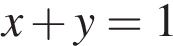 x + y = 1